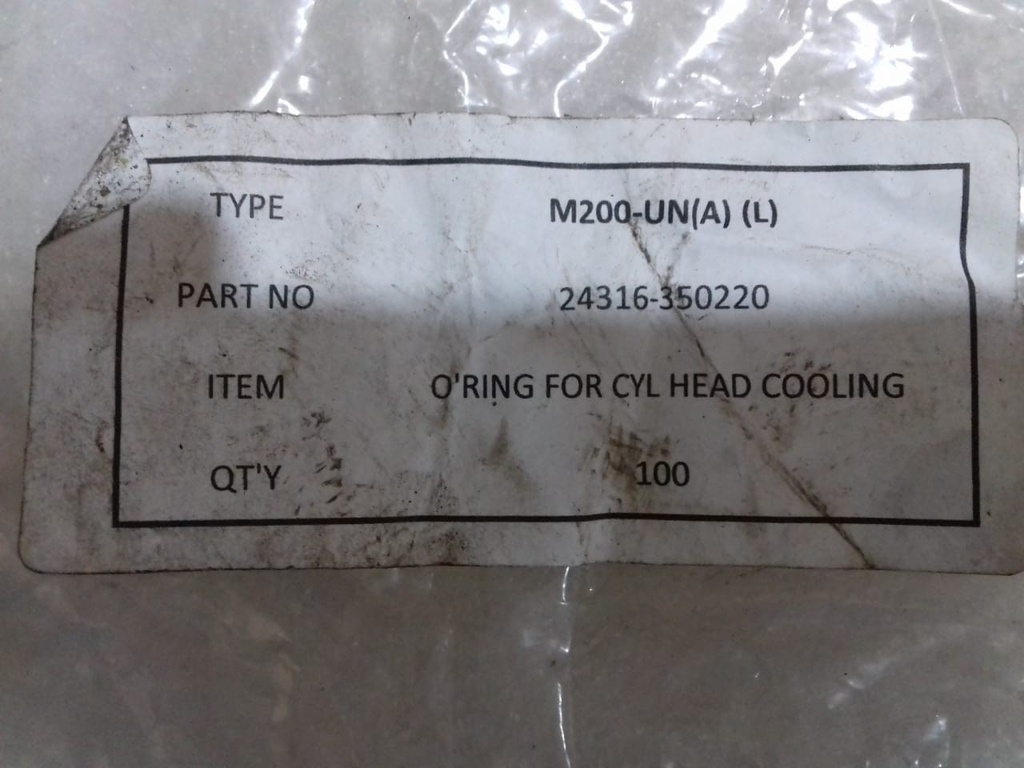 TYPE M200-UN(A) (L)
PART NO 24316-350220
ITEM O'RING FOR CYL HEAD COOLING
QT'Y 100